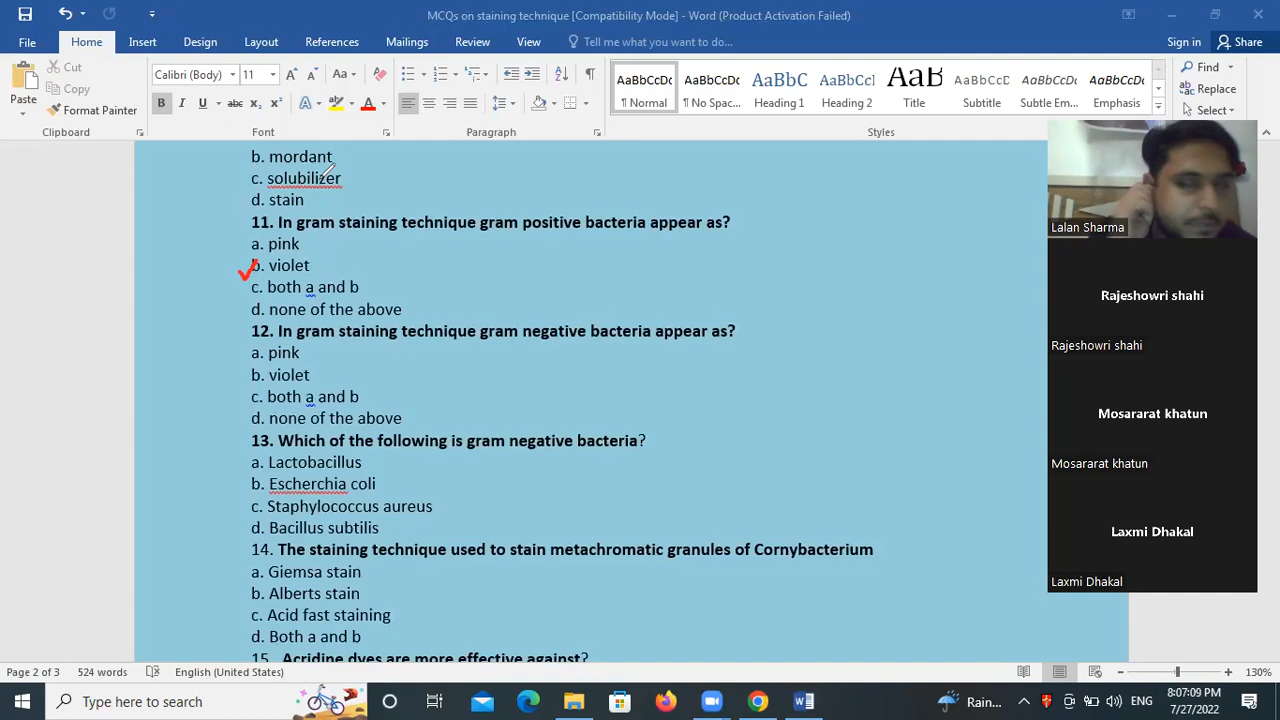 MCQs on staining technique [Compatibility Mode] - Word (Product Activation Failed)
File Home Insert Design Layout References Mailings Review View Tell me what you want to do... Sign in Share
Paste Cut Copy Format Painter
Calibri (Body) 11 Aa
B I U abc x₂ x² A A
AaBbCcDc AaBbCcDc AaBbC AaBbCcI AaB AaBbCcD AaBbCcDc AaBbCcDc
¶ Normal ¶ No Spac... Heading 1 Heading 2 Title Subtitle Subtle Em... Emphasis
Find Replace Select
Clipboard Font Paragraph Styles
b. mordant
c. solubilizer
d. stain
11. In gram staining technique gram positive bacteria appear as?
a. pink
b. violet
c. both a and b
d. none of the above
12. In gram staining technique gram negative bacteria appear as?
a. pink
b. violet
c. both a and b
d. none of the above
13. Which of the following is gram negative bacteria?
a. Lactobacillus
b. Escherchia coli
c. Staphylococcus aureus
d. Bacillus subtilis
14. The staining technique used to stain metachromatic granules of Cornybacterium
a. Giemsa stain
b. Alberts stain
c. Acid fast staining
d. Both a and b
15. Acridine dyes are more effective against?
Lalan Sharma
Rajeshowri shahi
Rajeshowri shahi
Mosararat khatun
Mosararat khatun
Laxmi Dhakal
Laxmi Dhakal
Page 2 of 3 524 words English (United States) 130%
Type here to search Rain... ENG 8:07:09 PM
7/27/2022